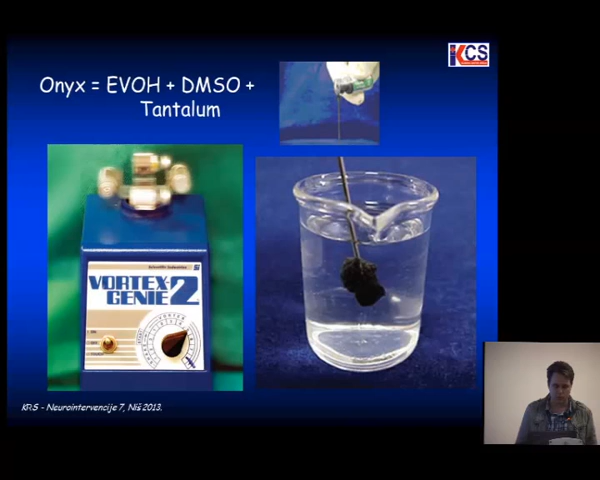 KCS
Onyx = EVOH + DMSO +
Tantalum
Scientific Industries
VORTEX-
GENIE 2
KRS – Neurointervencije 7, Niš 2013.